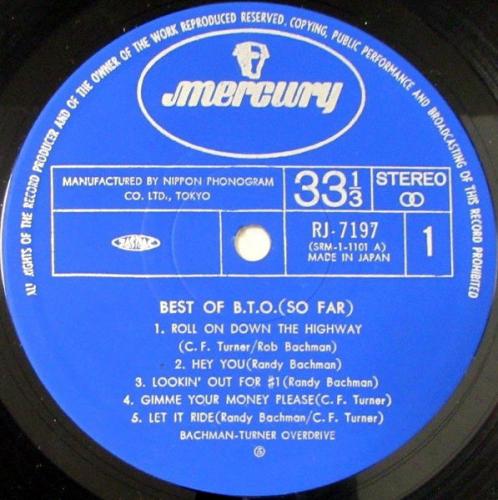 ALL RIGHTS OF THE RECORD PRODUCER AND OF THE OWNER OF THE WORK REPRODUCED RESERVED, COPYING, PUBLIC PERFORMANCE AND BROADCASTING OF THIS RECORD PROHIBITED
mercury
MANUFACTURED BY NIPPON PHONOGRAM
CO. LTD., TOKYO
33 1/3
STEREO
RJ-7197
(SRM-1-1101 A)
MADE IN JAPAN
1
BEST OF B.T.O.(SO FAR)
1. ROLL ON DOWN THE HIGHWAY
(C. F. Turner/Rob Bachman)
2. HEY YOU(Randy Bachman)
3. LOOKIN' OUT FOR #1(Randy Bachman)
4. GIMME YOUR MONEY PLEASE(C. F. Turner)
5. LET IT RIDE(Randy Bachman/C. F. Turner)
BACHMAN-TURNER OVERDRIVE